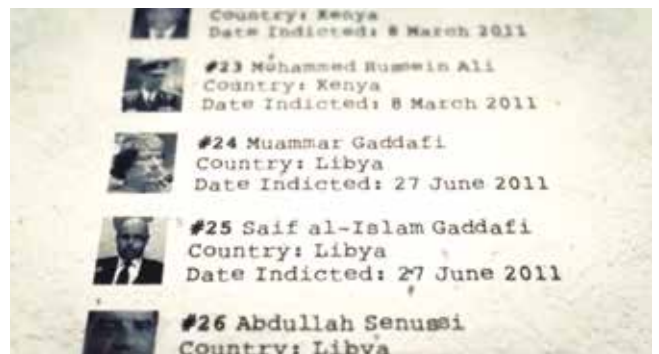 Country: Kenya
Date Indicted: 8 March 2011
#23 Mohammed Hussein Ali
Country: Kenya
Date Indicted: 8 March 2011
#24 Muammar Gaddafi
Country: Libya
Date Indicted: 27 June 2011
#25 Saif al-Islam Gaddafi
Country: Libya
Date Indicted: 27 June 2011
#26 Abdullah Senussi
Country: Libya